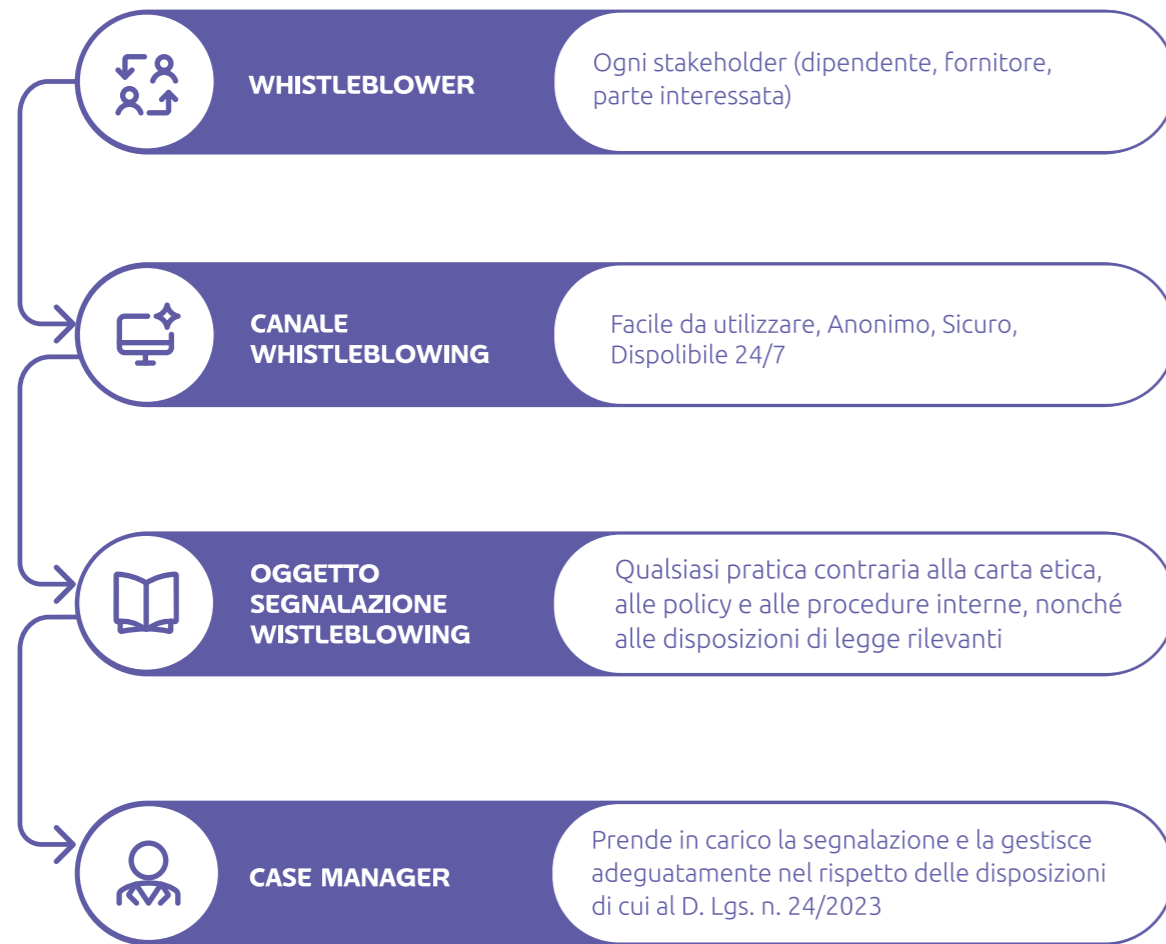 WHISTLEBLOWER
Ogni stakeholder (dipendente, fornitore,
parte interessata)
CANALE
WHISTLEBLOWING
Facile da utilizzare, Anonimo, Sicuro,
Dispolibile 24/7
OGGETTO
SEGNALAZIONE
WISTLEBLOWING
Qualsiasi pratica contraria alla carta etica,
alle policy e alle procedure interne, nonché
alle disposizioni di legge rilevanti
CASE MANAGER
Prende in carico la segnalazione e la gestisce
adeguatamente nel rispetto delle disposizioni
di cui al D. Lgs. n. 24/2023